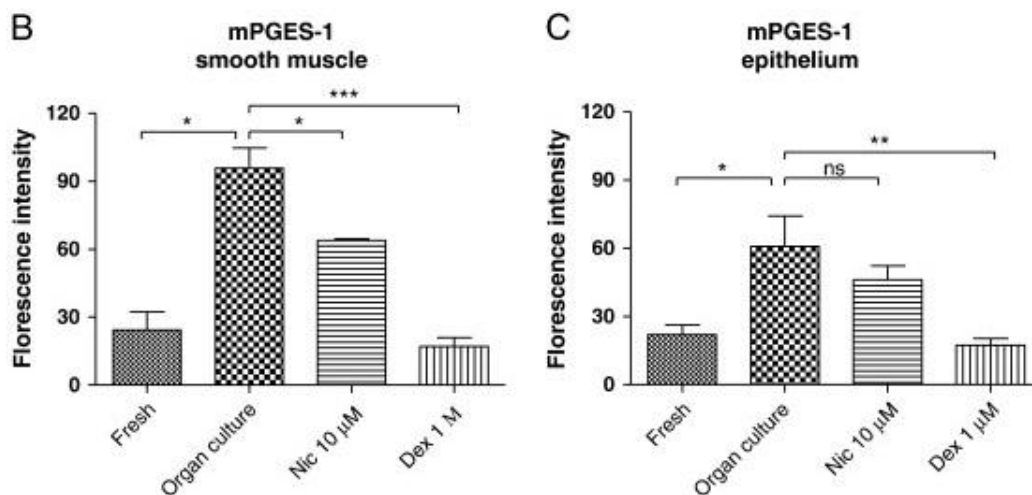 B
mPGES-1
smooth muscle
Florescence intensity
120
90
60
30
0
*
*
***
Fresh
Organ culture
Nic 10 μM
Dex 1 M
C
mPGES-1
epithelium
Florescence intensity
120
90
60
30
0
*
ns
**
Fresh
Organ culture
Nic 10 μM
Dex 1 μM